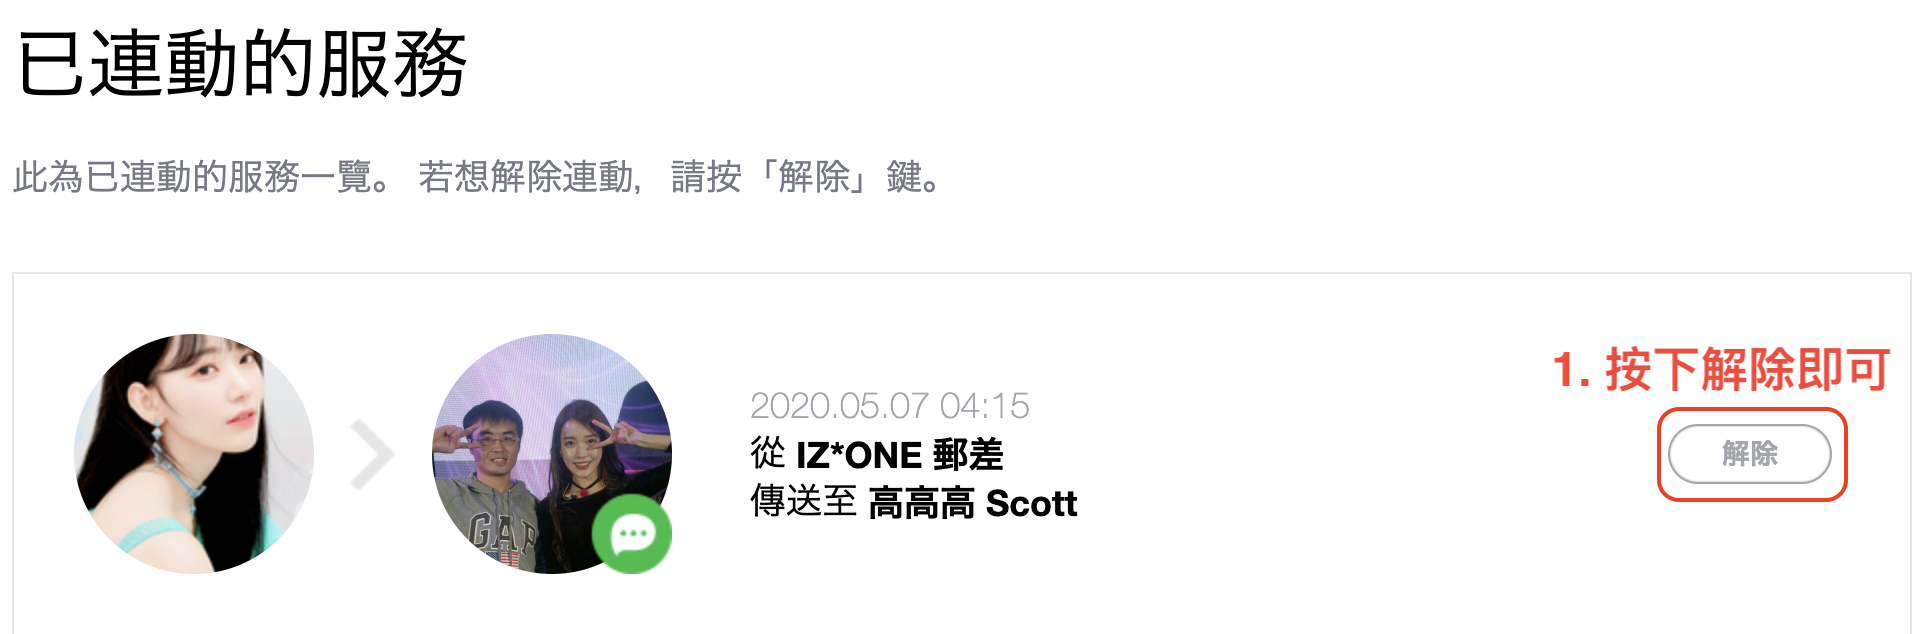 已連動的服務
此為已連動的服務一覽。 若想解除連動，請按「解除」鍵。
1. 按下解除即可
解除
2020.05.07 04:15
從 IZ*ONE 郵差
傳送至 高高高 Scott
GAP